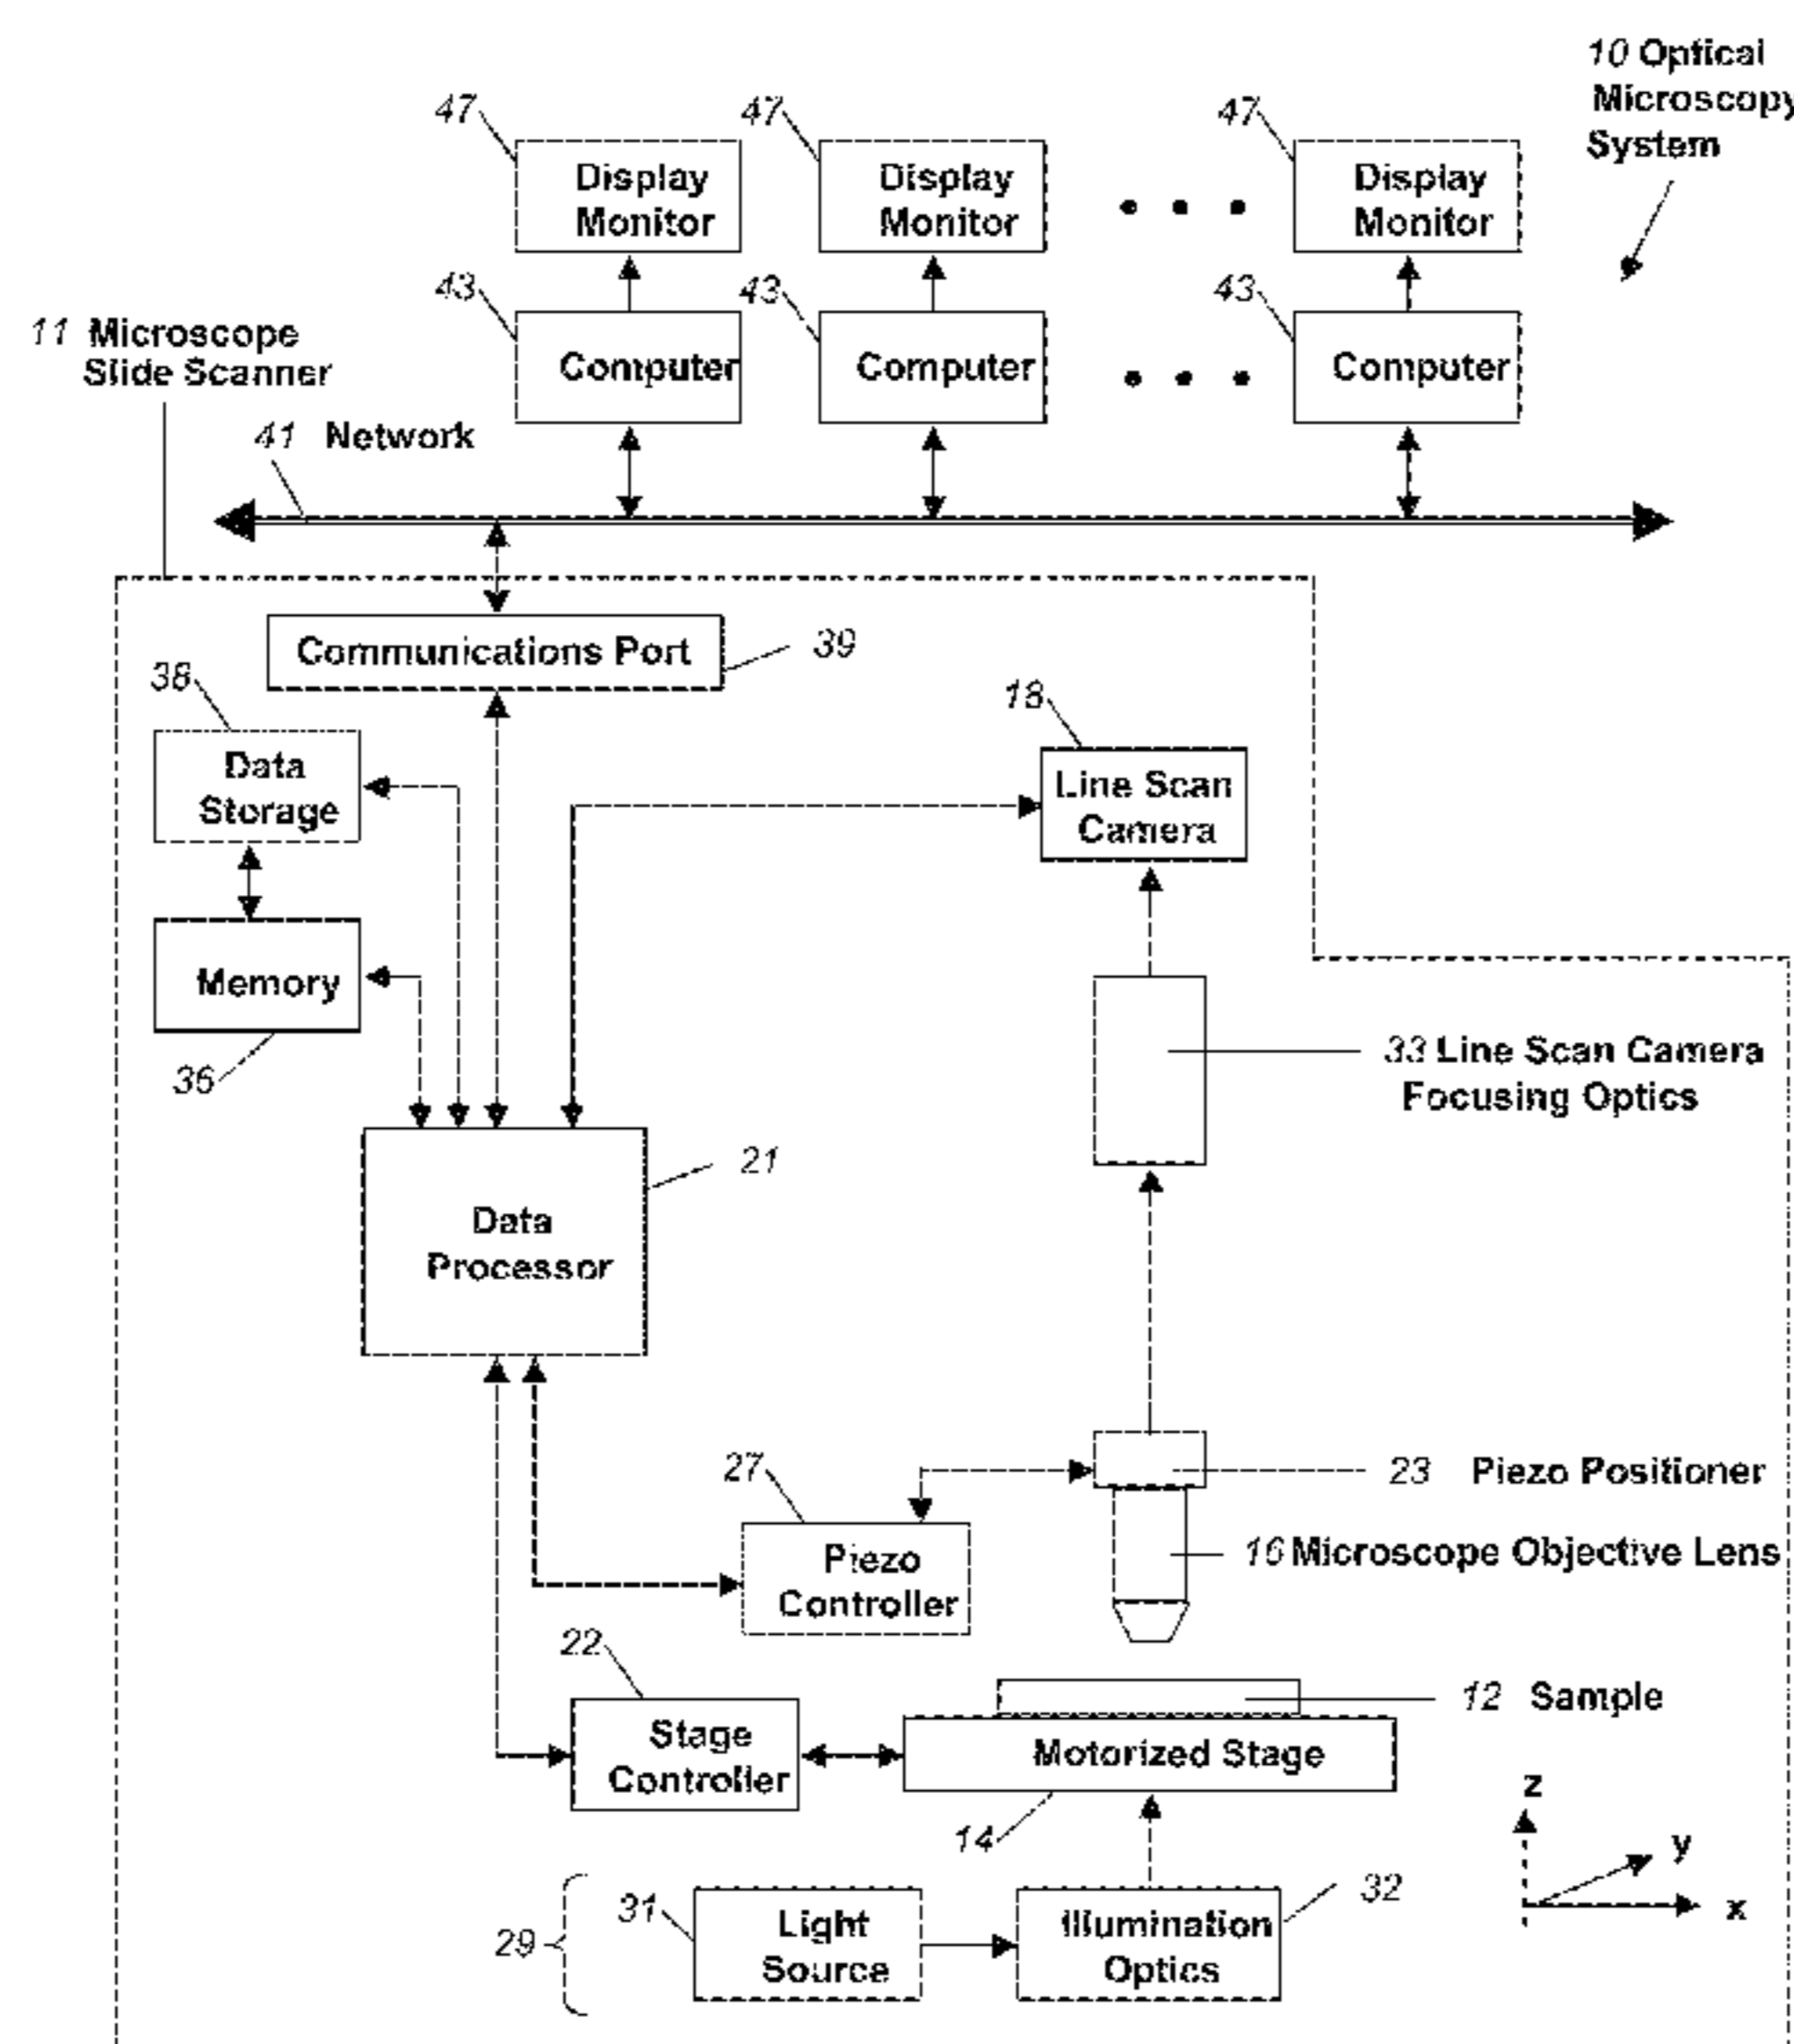 10 Optical
Microscopy
System
47 47 47
Display Monitor
Display Monitor
Display Monitor
43 43 43
Computer Computer Computer
11 Microscope
Slide Scanner
41 Network
Communications Port 39
38
Data
Storage
18
Line Scan
Camera
Memory
36
33 Line Scan Camera
Focusing Optics
21
Data
Processor
27
Piezo
Controller
23 Piezo Positioner
16 Microscope Objective Lens
22
Stage
Controller
12 Sample
Motorized Stage
14
z
y
x
29
31
Light
Source
Illumination
Optics
32